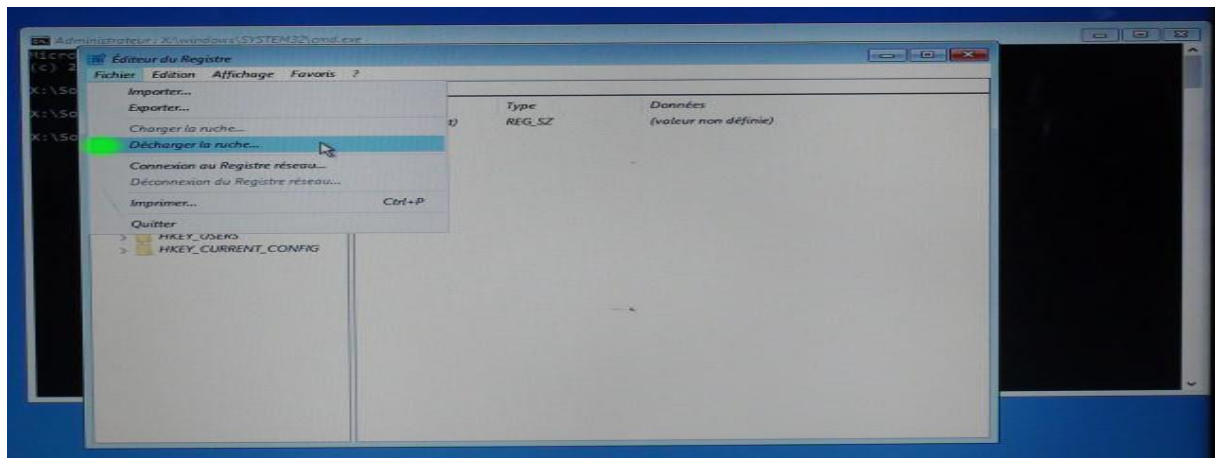 Administrateur: X:\windows\SYSTEM32\cmd.exe
Micro
(c) 2
Éditeur du Registre
Fichier Edition Affichage Favoris ?
X:\So
X:\So
X:\So
Importer...
Exporter...
Charger la ruche...
Décharger la ruche...
Connexion au Registre réseau...
Déconnexion du Registre réseau...
Imprimer... Ctrl+P
Quitter
HKEY_USERS
HKEY_CURRENT_CONFIG
Type Données
t) REG_SZ (valeur non définie)